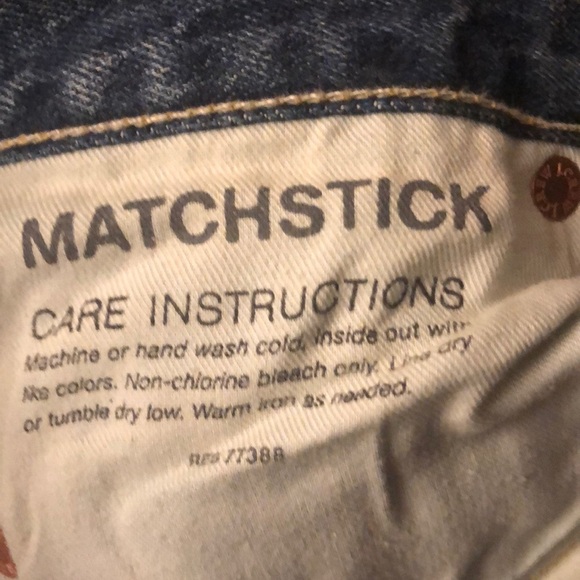 MATCHSTICK
CARE INSTRUCTIONS
Machine or hand wash cold, inside out with
like colors. Non-chlorine bleach only. Line dry
or tumble dry low. Warm iron as needed.
77388